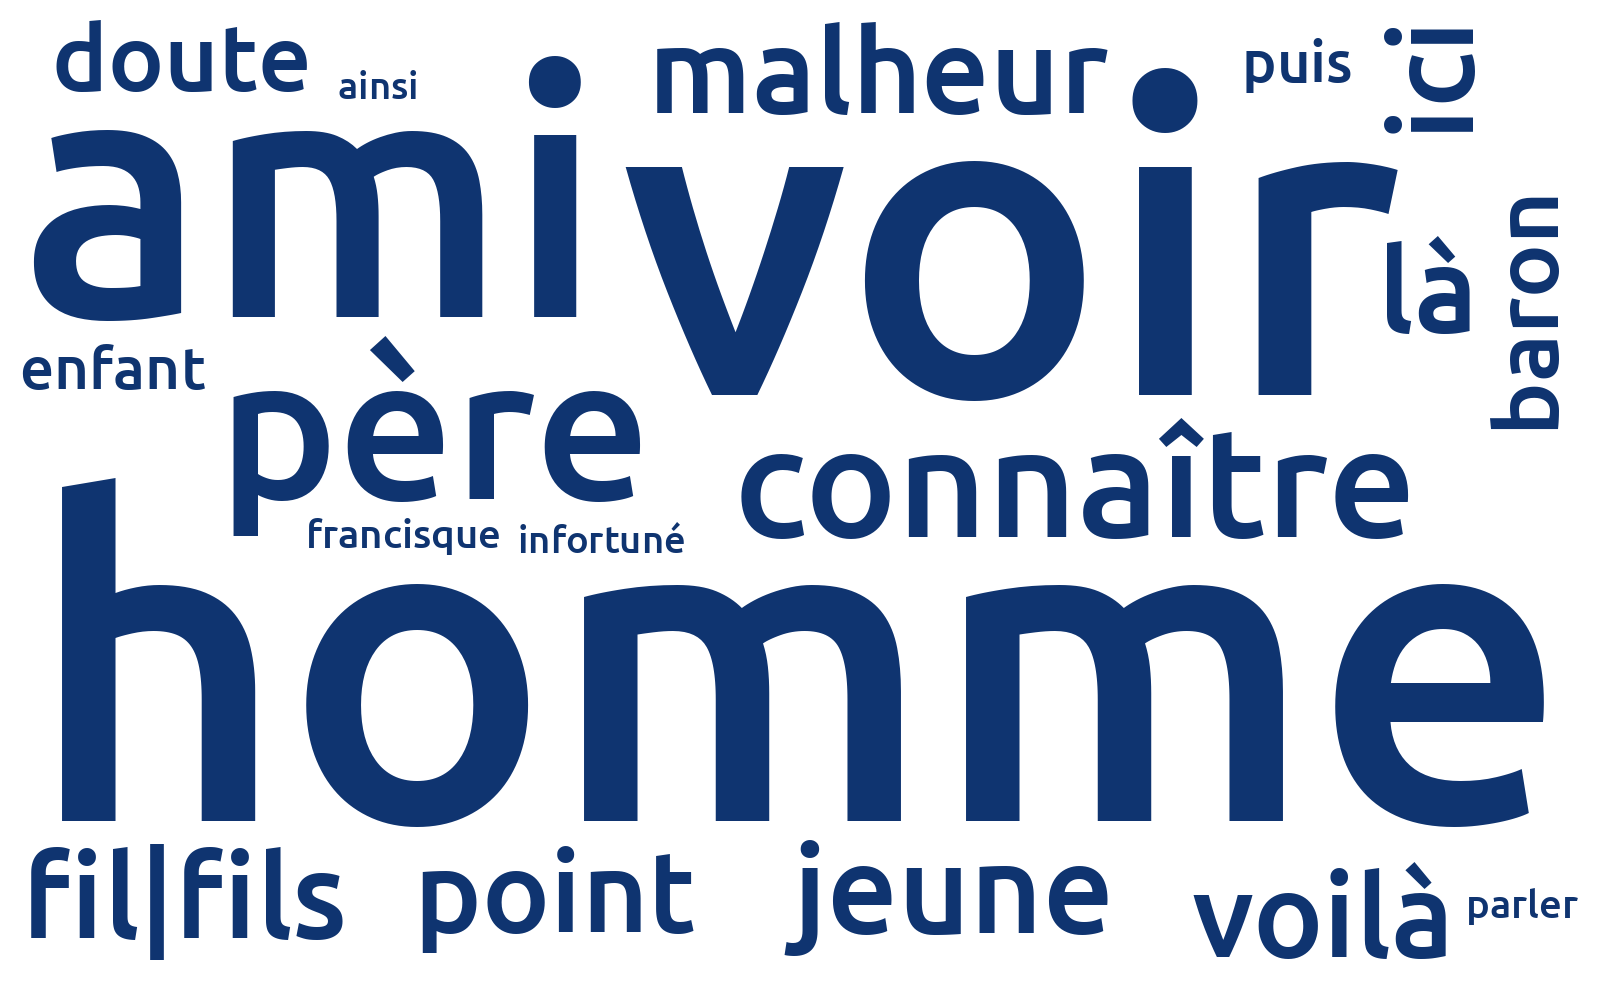 doute
ainsi
malheur
puis
ici
ami
voir
là
baron
enfant
père
connaître
francisque
infortuné
homme
fil|fils
point
jeune
voilà
parler